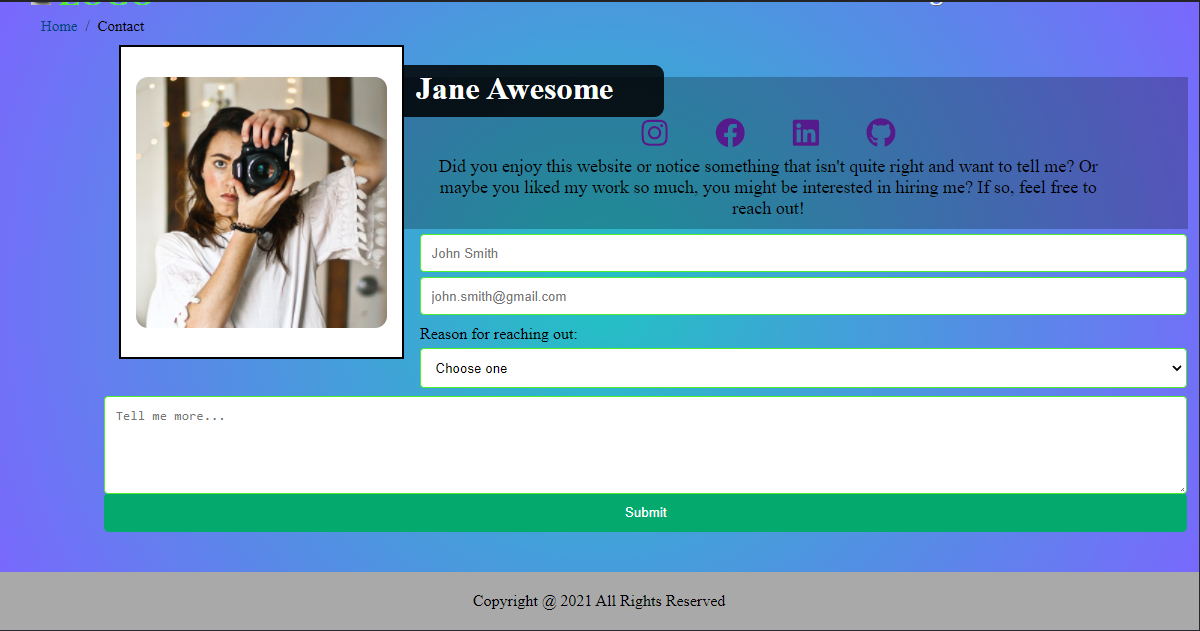 Home / Contact
Jane Awesome
Did you enjoy this website or notice something that isn't quite right and want to tell me? Or
maybe you liked my work so much, you might be interested in hiring me? If so, feel free to
reach out!
John Smith
john.smith@gmail.com
Reason for reaching out:
Choose one
Tell me more...
Submit
Copyright @ 2021 All Rights Reserved